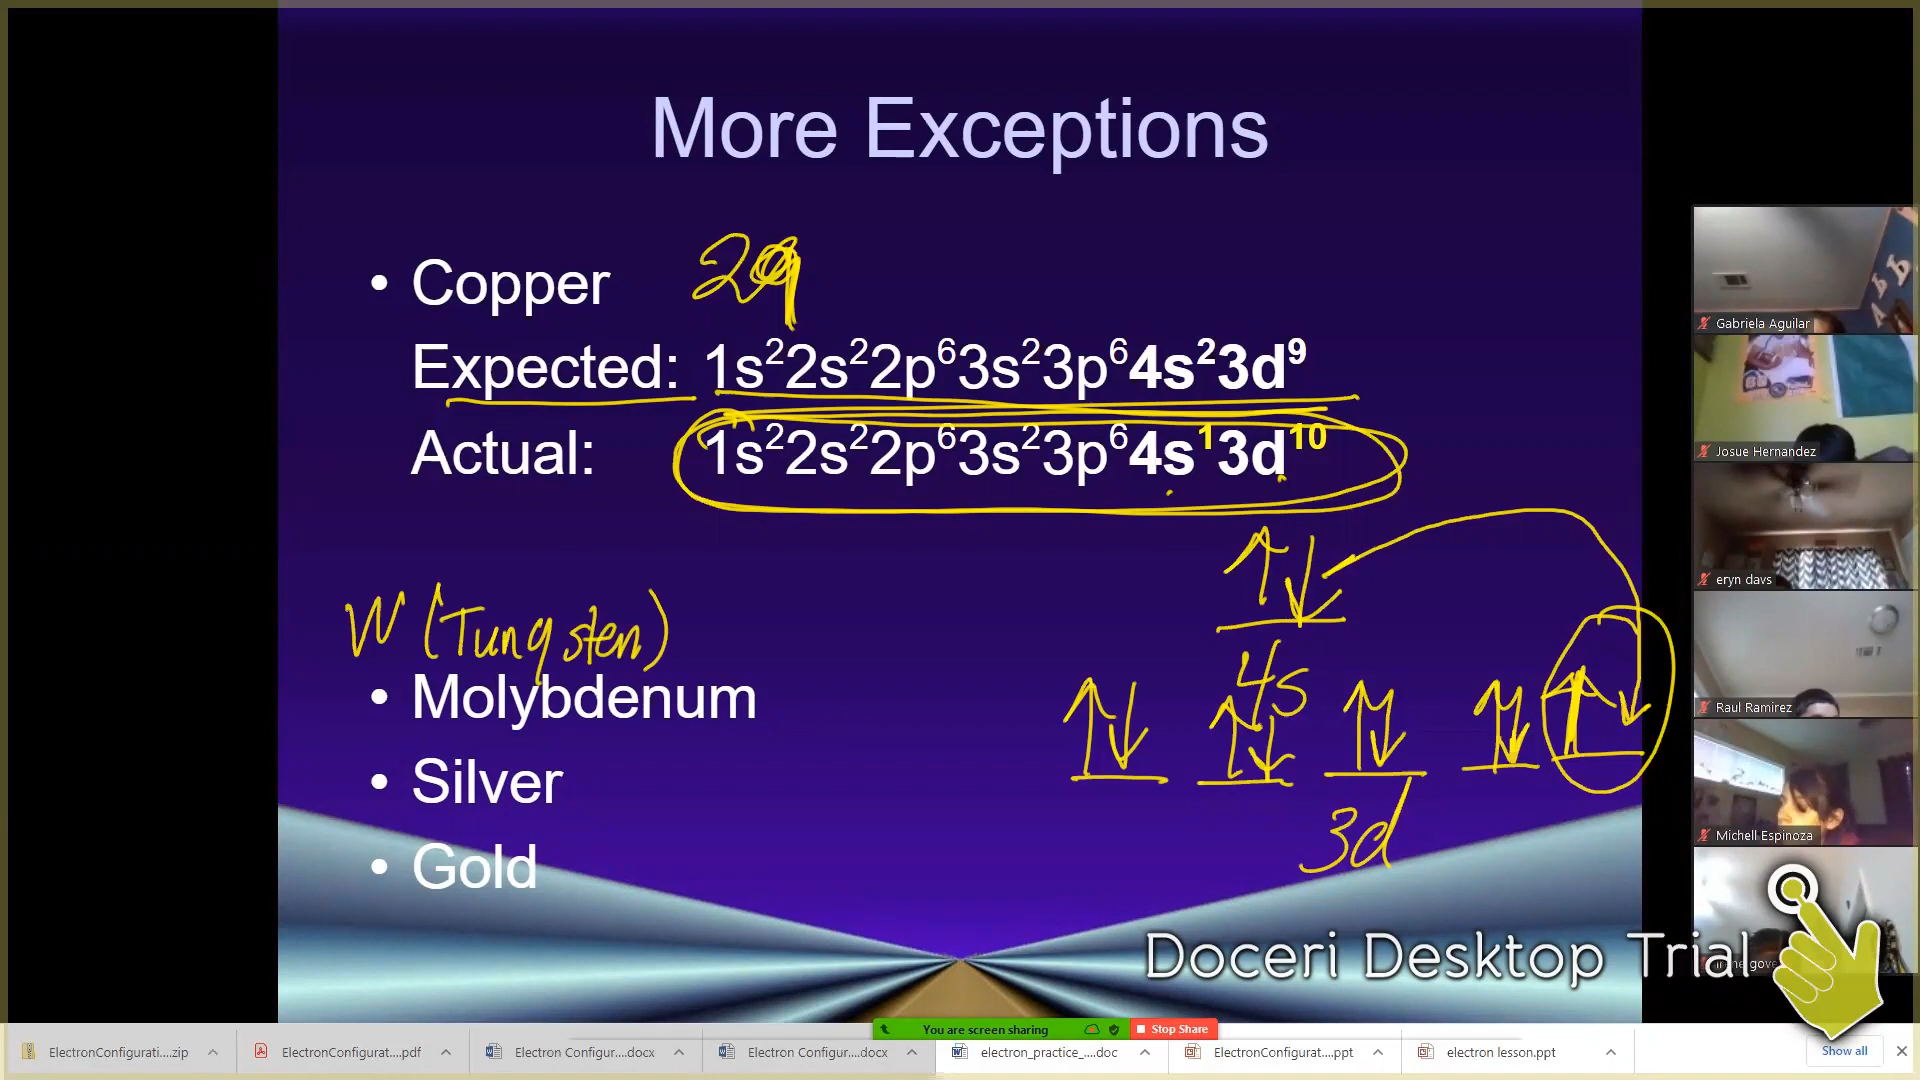 More Exceptions
• Copper 29
Expected: 1s²2s²2p⁶3s²3p⁶4s²3d⁹
Actual: 1s²2s²2p⁶3s²3p⁶4s¹3d¹⁰
W (Tungsten)
• Molybdenum
• Silver
• Gold
4s
3d
Gabriela Aguilar
Josue Hernandez
eryn davs
Raul Ramirez
Michell Espinoza
Doceri Desktop Trial
You are screen sharing
Stop Share
ElectronConfigurati....zip
ElectronConfigurat....pdf
Electron Configur....docx
Electron Configur....docx
electron_practice_....doc
ElectronConfigurat....ppt
electron lesson.ppt
Show all